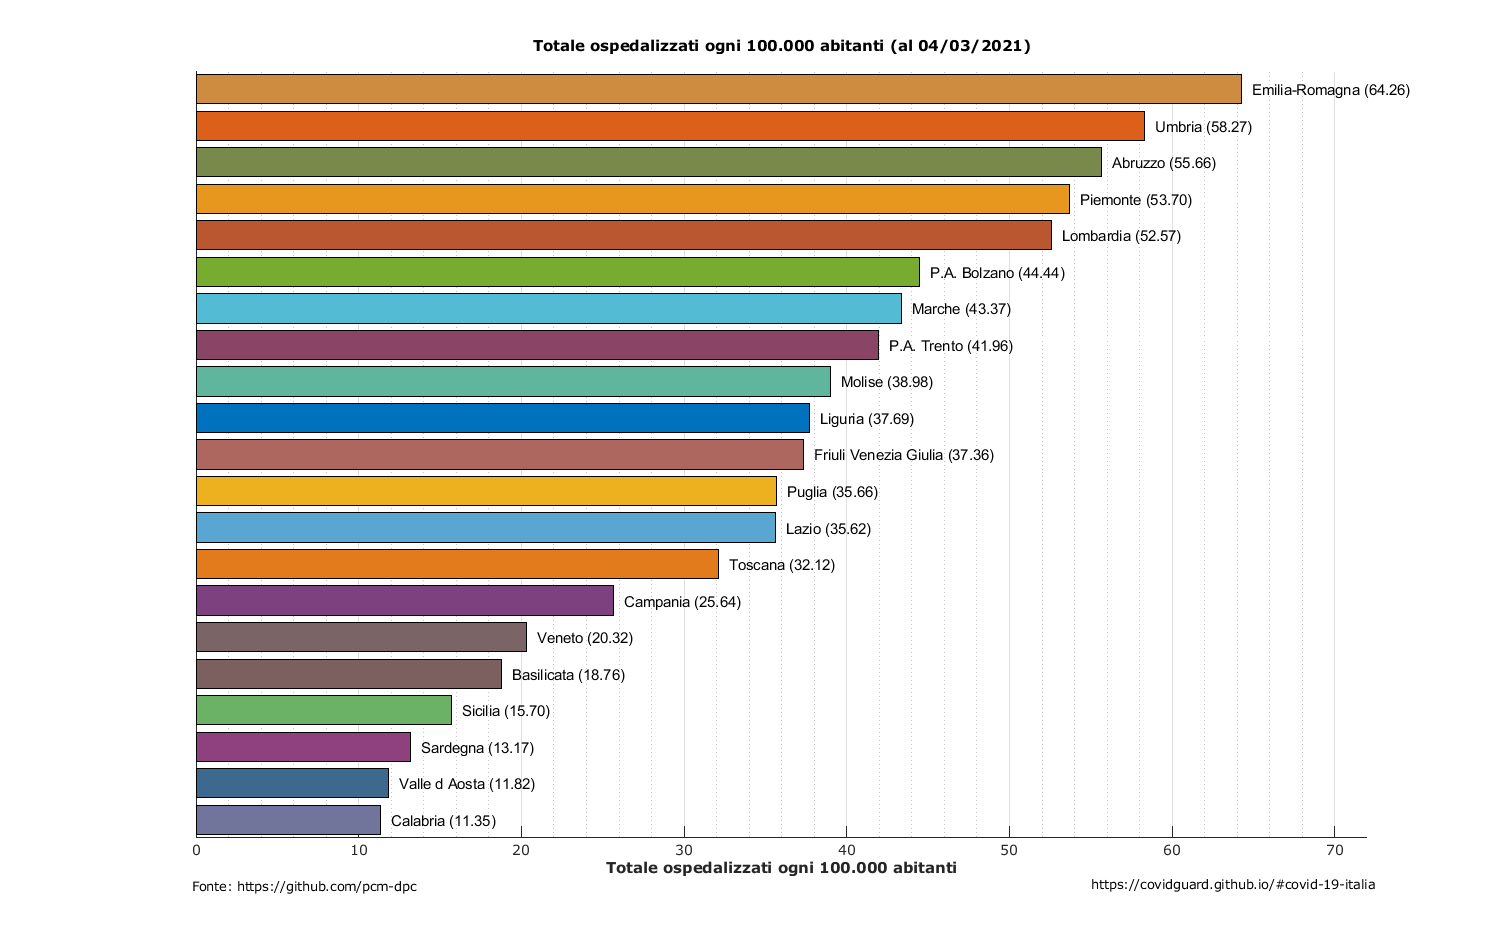 Totale ospedalizzati ogni 100.000 abitanti (al 04/03/2021)
Emilia-Romagna (64.26)
Umbria (58.27)
Abruzzo (55.66)
Piemonte (53.70)
Lombardia (52.57)
P.A. Bolzano (44.44)
Marche (43.37)
P.A. Trento (41.96)
Molise (38.98)
Liguria (37.69)
Friuli Venezia Giulia (37.36)
Puglia (35.66)
Lazio (35.62)
Toscana (32.12)
Campania (25.64)
Veneto (20.32)
Basilicata (18.76)
Sicilia (15.70)
Sardegna (13.17)
Valle d Aosta (11.82)
Calabria (11.35)
0 10 20 30 40 50 60 70
Totale ospedalizzati ogni 100.000 abitanti
Fonte: https://github.com/pcm-dpc
https://covidguard.github.io/#covid-19-italia